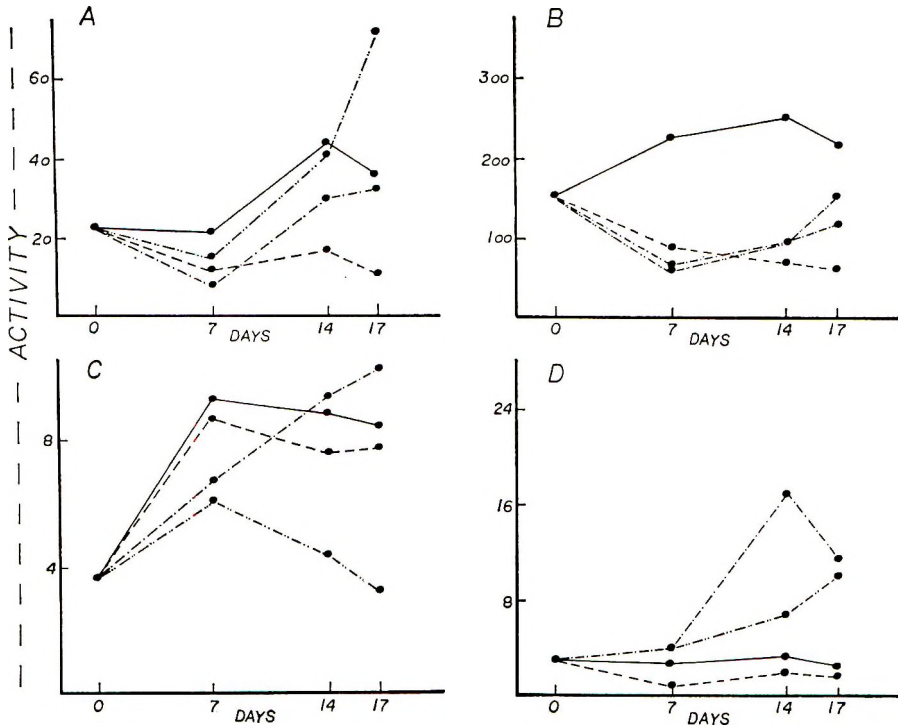 — — — ACTIVITY — — —
A
60
40
20
0 7 14 17
DAYS
B
300
200
100
0 7 14 17
DAYS
C
8
4
0 7 14 17
DAYS
D
24
16
8
0 7 14 17
DAYS